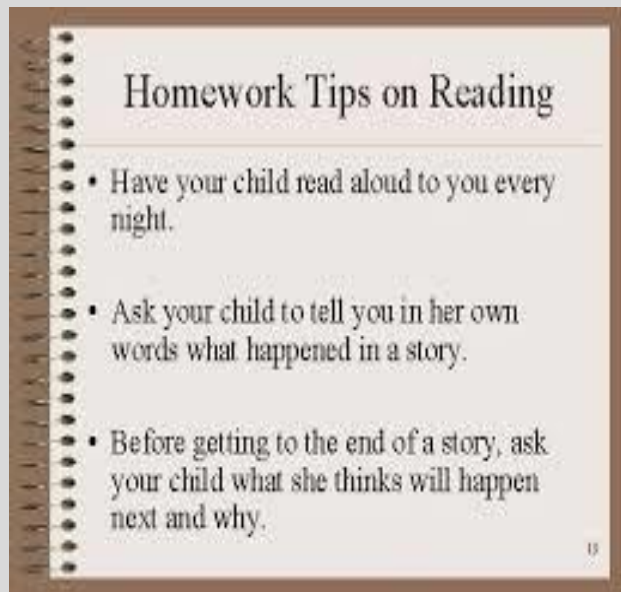 Homework Tips on Reading
• Have your child read aloud to you every
night.
• Ask your child to tell you in her own
words what happened in a story.
• Before getting to the end of a story, ask
your child what she thinks will happen
next and why.